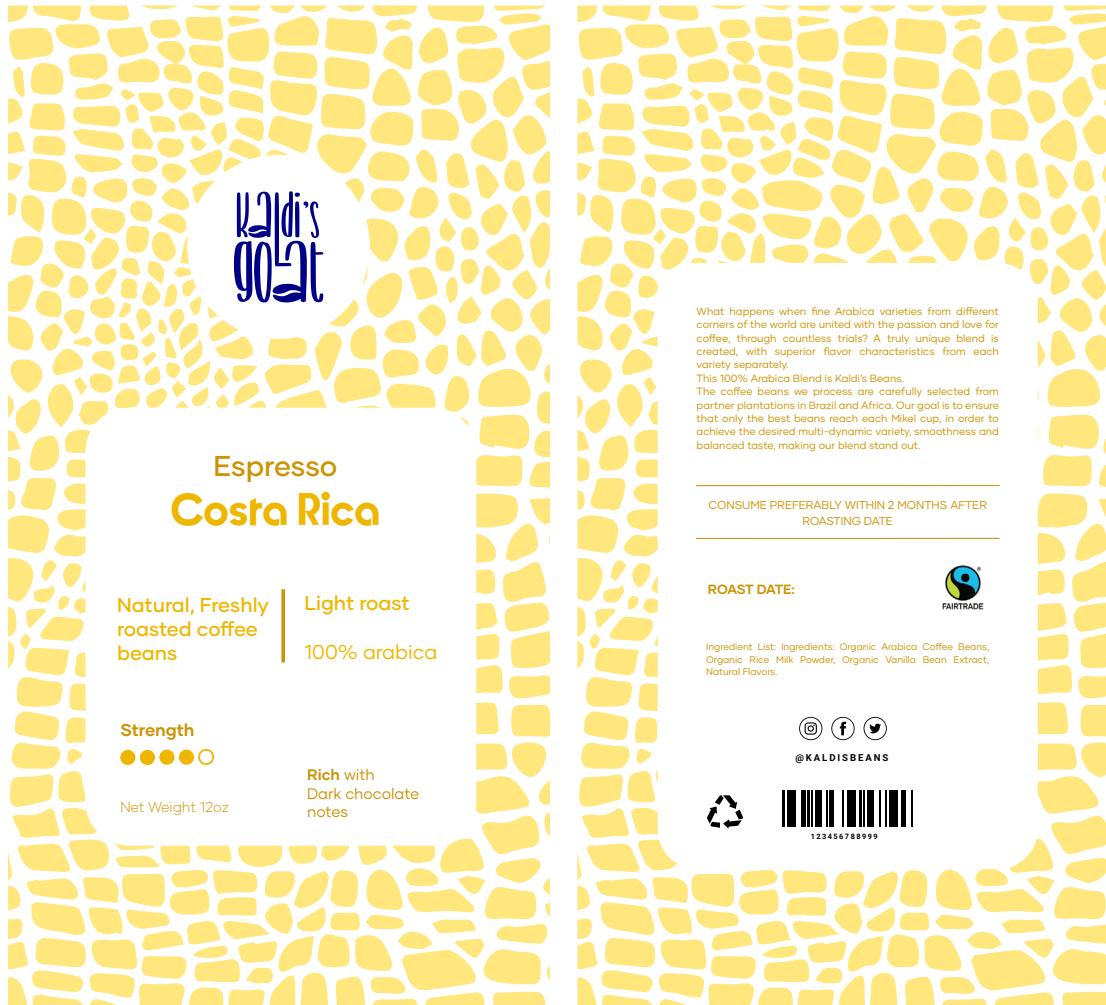 Kaldi's
goat
Espresso
Costa Rica
Natural, Freshly
roasted coffee
beans
Light roast
100% arabica
Strength
Net Weight 12oz
Rich with
Dark chocolate
notes
What happens when fine Arabica varieties from different
corners of the world are united with the passion and love for
coffee, through countless trials? A truly unique blend is
created, with superior flavor characteristics from each
variety separately.
This 100% Arabica Blend is Kaldi's Beans.
The coffee beans we process are carefully selected from
partner plantations in Brazil and Africa. Our goal is to ensure
that only the best beans reach each Mikel cup, in order to
achieve the desired multi-dynamic variety, smoothness and
balanced taste, making our blend stand out.
CONSUME PREFERABLY WITHIN 2 MONTHS AFTER
ROASTING DATE
ROAST DATE:
®
FAIRTRADE
Ingredient List: Ingredients: Organic Arabica Coffee Beans,
Organic Rice Milk Powder, Organic Vanilla Bean Extract,
Natural Flavors.
@KALDISBEANS
123456788999